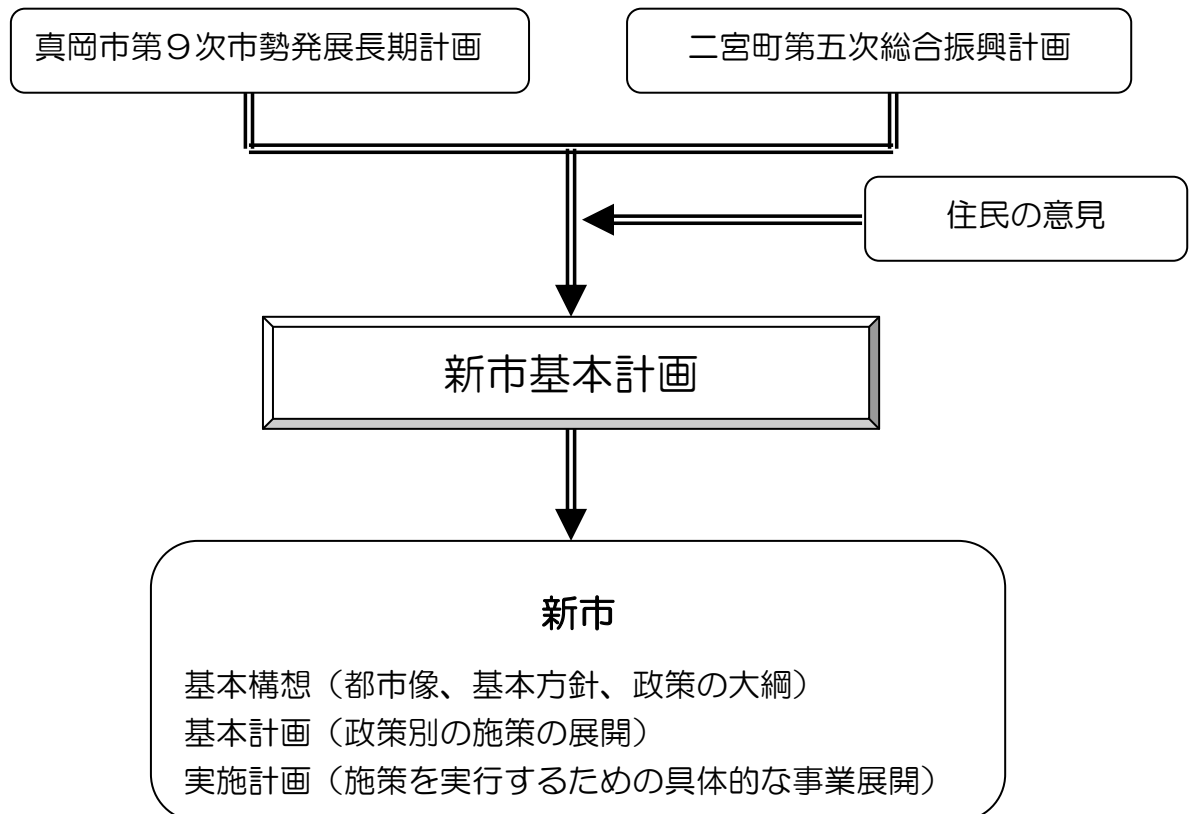 真岡市第９次市勢発展長期計画
二宮町第五次総合振興計画
住民の意見
新市基本計画
新市
基本構想（都市像、基本方針、政策の大綱）
基本計画（政策別の施策の展開）
実施計画（施策を実行するための具体的な事業展開）